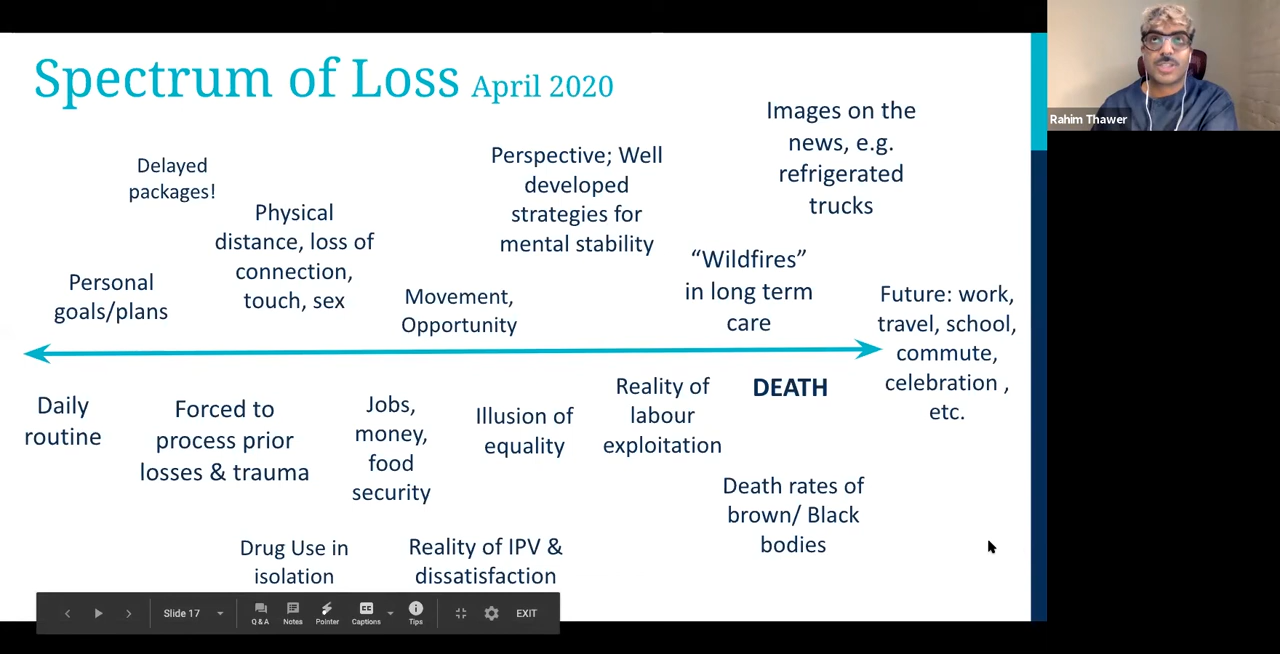 Spectrum of Loss April 2020
Rahim Thawer
Delayed
packages!
Physical
distance, loss of
connection,
touch, sex
Personal
goals/plans
Movement,
Opportunity
Perspective; Well
developed
strategies for
mental stability
Images on the
news, e.g.
refrigerated
trucks
“Wildfires”
in long term
care
Future: work,
travel, school,
commute,
celebration ,
etc.
Daily
routine
Forced to
process prior
losses & trauma
Jobs,
money,
food
security
Illusion of
equality
Reality of
labour
exploitation
DEATH
Death rates of
brown/ Black
bodies
Drug Use in
isolation
Reality of IPV &
dissatisfaction
Slide 17
Q & A
Notes
Pointer
CC
Captions
Tips
EXIT